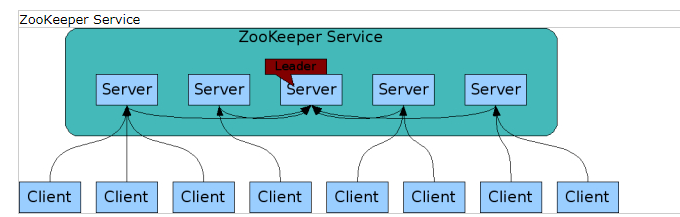 ZooKeeper Service
ZooKeeper Service
Leader
Server Server Server Server Server
Client Client Client Client Client Client Client Client